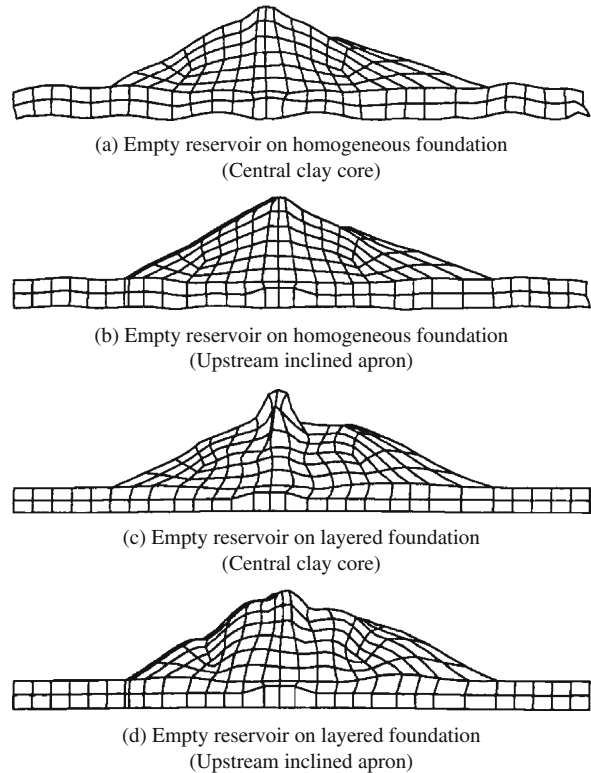 (a) Empty reservoir on homogeneous foundation
(Central clay core)
(b) Empty reservoir on homogeneous foundation
(Upstream inclined apron)
(c) Empty reservoir on layered foundation
(Central clay core)
(d) Empty reservoir on layered foundation
(Upstream inclined apron)